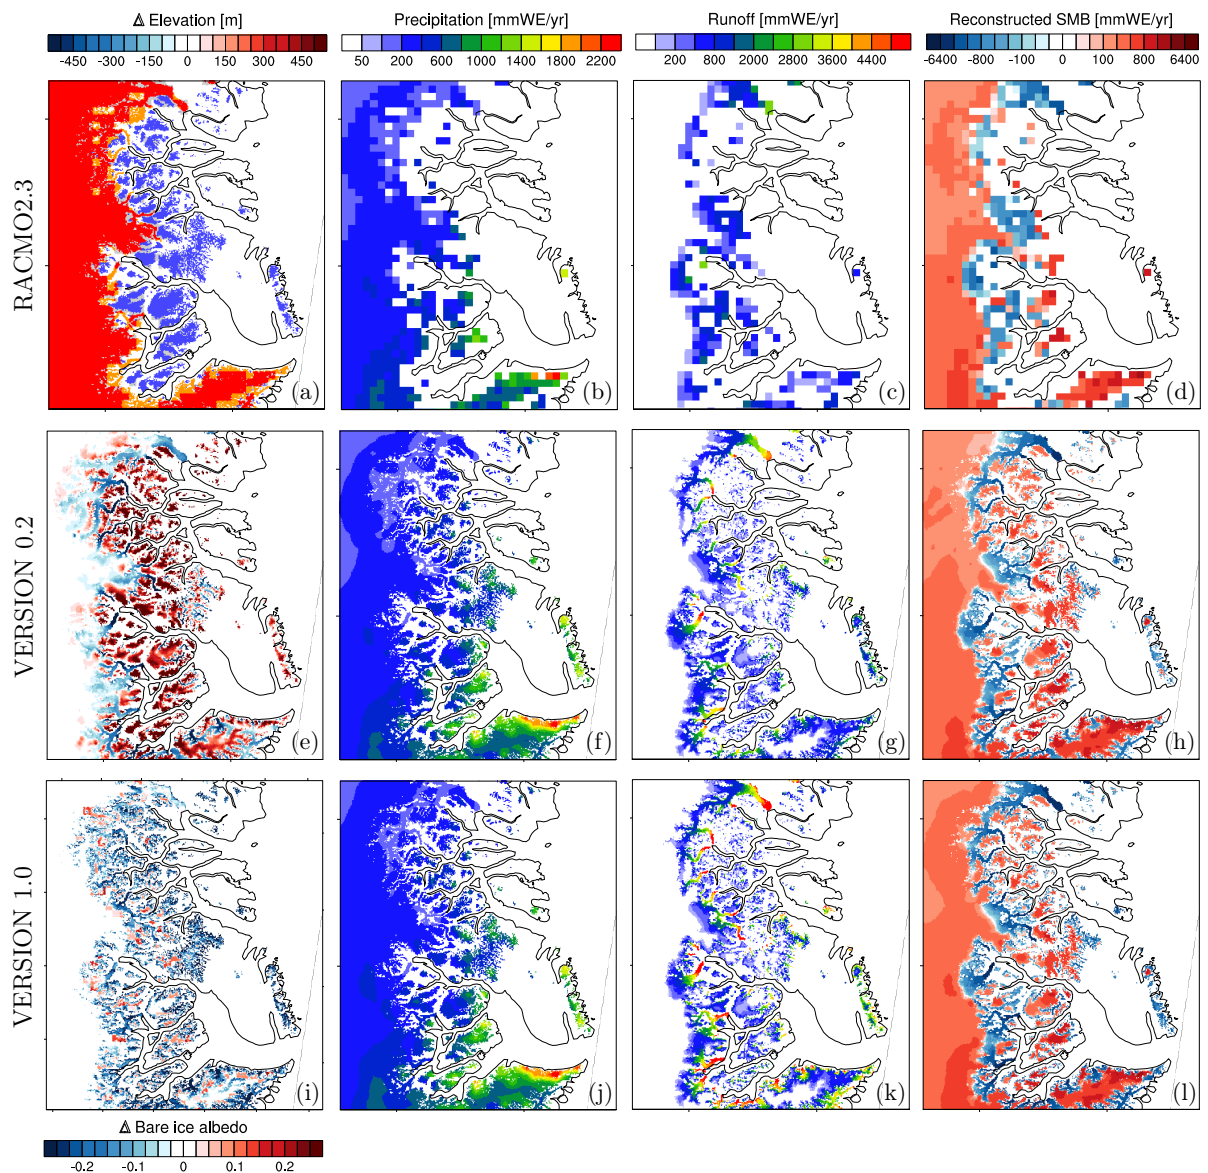 Δ Elevation [m]
-450 -300 -150 0 150 300 450
Precipitation [mmWE/yr]
50 200 600 1000 1400 1800 2200
Runoff [mmWE/yr]
200 800 2000 2800 3600 4400
Reconstructed SMB [mmWE/yr]
-6400 -800 -100 0 100 800 6400
RACMO2.3
(a)
(b)
(c)
(d)
VERSION 0.2
(e)
(f)
(g)
(h)
VERSION 1.0
(i)
(j)
(k)
(l)
Δ Bare ice albedo
-0.2 -0.1 0 0.1 0.2